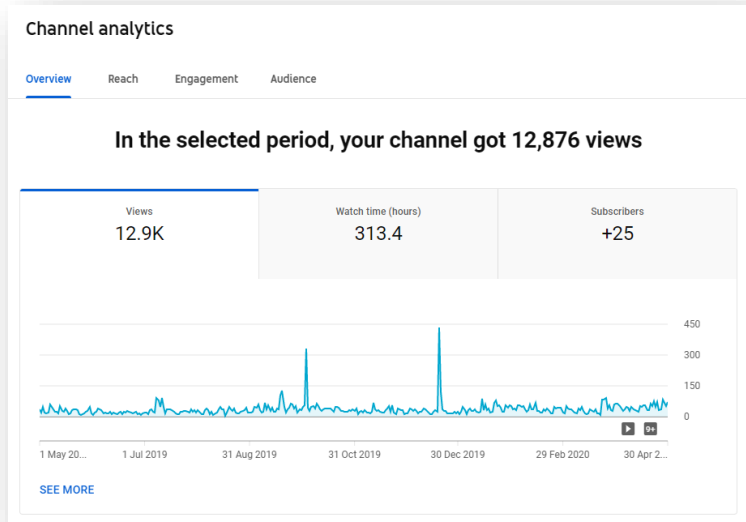 Channel analytics
Overview Reach Engagement Audience
In the selected period, your channel got 12,876 views
Views Watch time (hours) Subscribers
12.9K 313.4 +25
450
300
150
0
9+
1 May 20... 1 Jul 2019 31 Aug 2019 31 Oct 2019 30 Dec 2019 29 Feb 2020 30 Apr 2...
SEE MORE